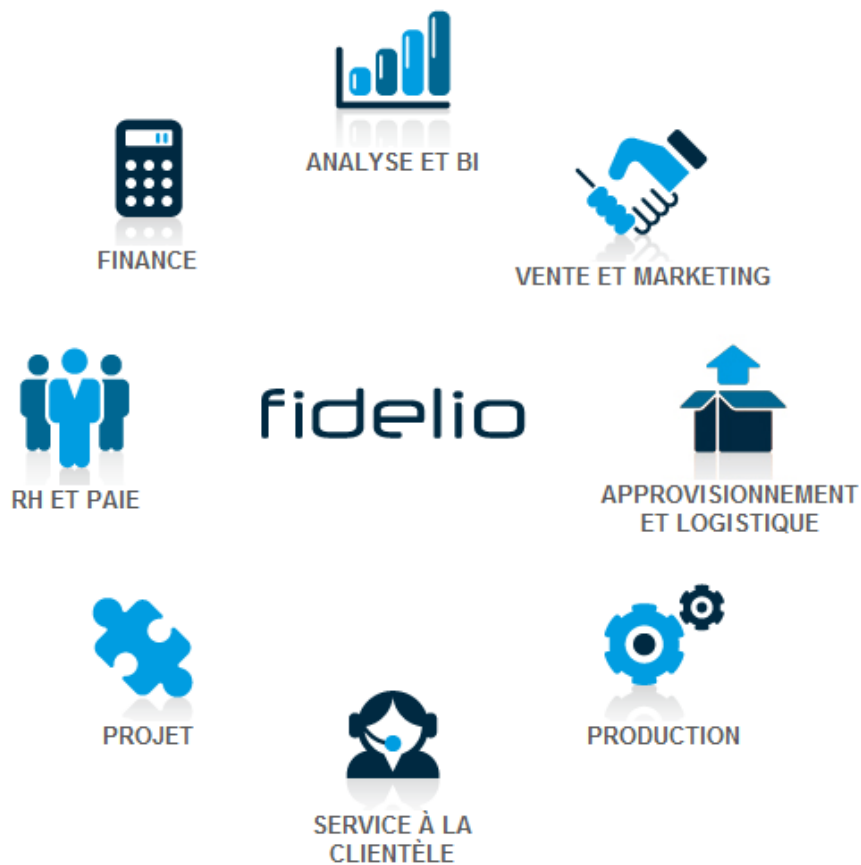 ANALYSE ET BI
FINANCE
VENTE ET MARKETING
fidelio
RH ET PAIE
APPROVISIONNEMENT
ET LOGISTIQUE
PROJET
PRODUCTION
SERVICE À LA
CLIENTÈLE